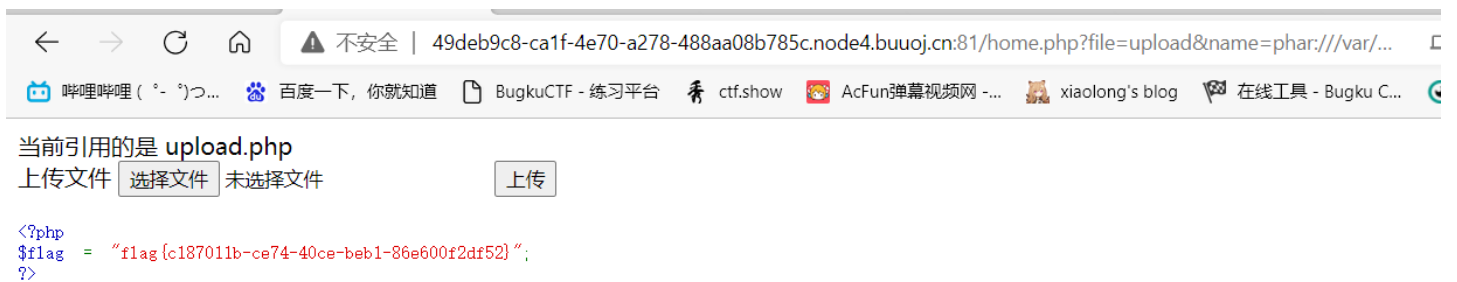 不安全 | 49deb9c8-ca1f-4e70-a278-488aa08b785c.node4.buuoj.cn:81/home.php?file=upload&name=phar:///var/...
哔哩哔哩 ( ゜- ゜)つ... 百度一下，你就知道 BugkuCTF - 练习平台 ctf.show AcFun弹幕视频网 -... xiaolong's blog 在线工具 - Bugku C...
当前引用的是 upload.php
上传文件 选择文件 未选择文件 上传
<?php
$flag = "flag{c187011b-ce74-40ce-beb1-86e600f2df52}";
?>